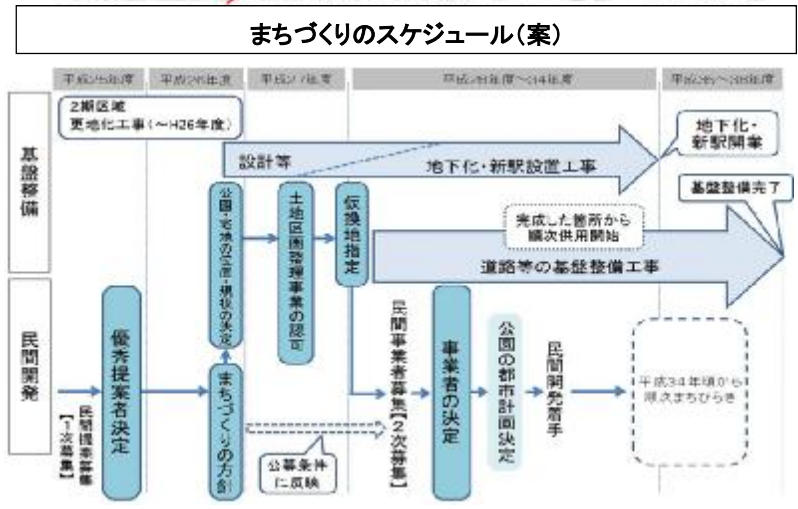 まちづくりのスケジュール（案）
平成25年度
平成26年度
平成27年度
平成28年度～34年度
基盤整備
2期区域
更地化工事(～H26年度)
設計等
地下化・新駅設置工事
地下化・
新駅開業
公園・宅地の位置・規模の決定
土地区画整理事業の認可
仮換地指定
完成した箇所から
順次供用開始
道路等の基盤整備工事
基盤整備完了
民間開発
民間提案募集
【1次募集】
優秀提案者決定
まちづくりの方針
公募条件
に反映
民間事業者募集【2次募集】
事業者の決定
公園の都市計画決定
民間開発着手
平成34年頃から
順次まちびらき